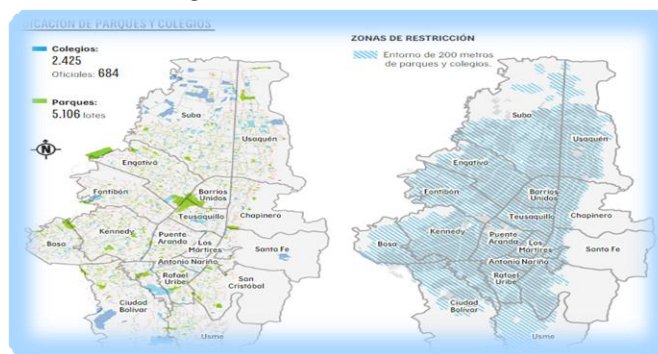 UBICACIÓN DE PARQUES Y COLEGIOS
Colegios:
2.425
Oficiales: 684
Parques:
5.106 lotes
N
Suba
Usaquén
Engativá
Fontibón
Barrios
Unidos
Teusaquillo
Chapinero
Kennedy
Puente
Aranda
Los
Mártires
Santa Fe
Bosa
Antonio Nariño
Rafael
Uribe
San
Cristóbal
Ciudad
Bolívar
Usme
ZONAS DE RESTRICCIÓN
Entorno de 200 metros
de parques y colegios.
Suba
Usaquén
Engativá
Fontibón
Barrios
Unidos
Teusaquillo
Chapinero
Kennedy
Puente
Aranda
Los
Mártires
Santa Fe
Bosa
Antonio Nariño
Rafael
Uribe
San
Cristóbal
Ciudad
Bolívar
Usme